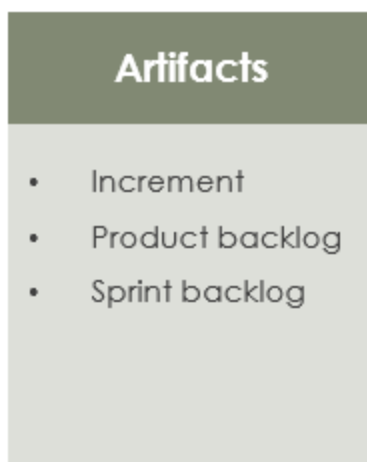 Artifacts
• Increment
• Product backlog
• Sprint backlog